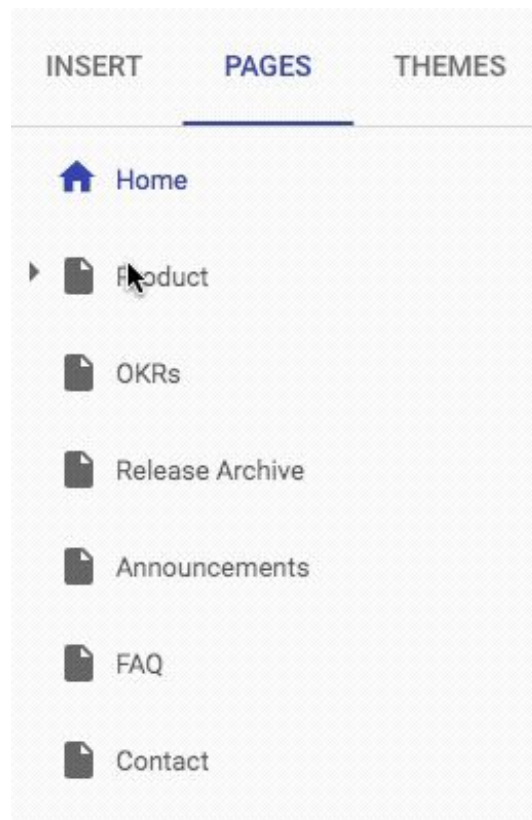 INSERT PAGES THEMES
Home
Product
OKRs
Release Archive
Announcements
FAQ
Contact